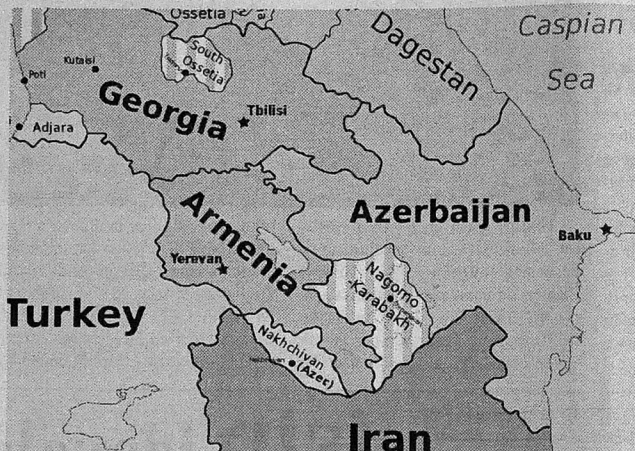 Ossetia
Caspian
Sea
Dagestan
South
Ossetia
Kutaisi
Poti
Georgia
Tbilisi
Adjara
Armenia
Azerbaijan
Baku
Yerevan
Nagorno
-Karabakh
Turkey
Nakhchivan
(Azer)
Iran